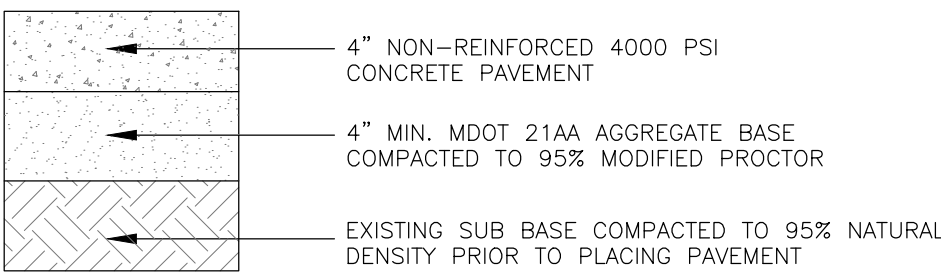 4" NON-REINFORCED 4000 PSI
CONCRETE PAVEMENT
4" MIN. MDOT 21AA AGGREGATE BASE
COMPACTED TO 95% MODIFIED PROCTOR
EXISTING SUB BASE COMPACTED TO 95% NATURAL
DENSITY PRIOR TO PLACING PAVEMENT